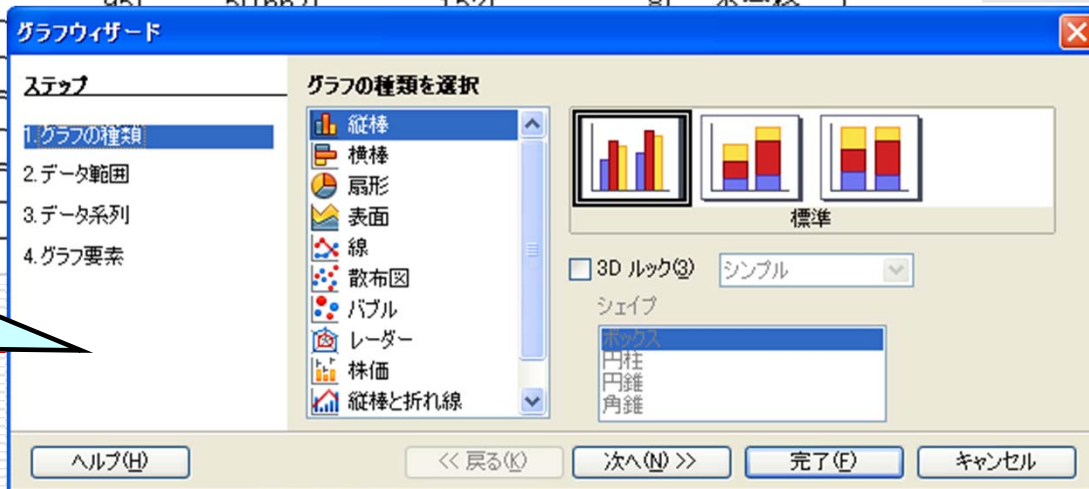 グラフウィザード
ステップ
1.グラフの種類
2.データ範囲
3.データ系列
4.グラフ要素
グラフの種類を選択
縦棒
横棒
扇形
表面
線
散布図
バブル
レーダー
株価
縦棒と折れ線
標準
3D ルック(3)
シンプル
シェイプ
ボックス
円柱
円錐
角錐
ヘルプ(H)
<< 戻る(K)
次へ(N) >>
完了(F)
キャンセル